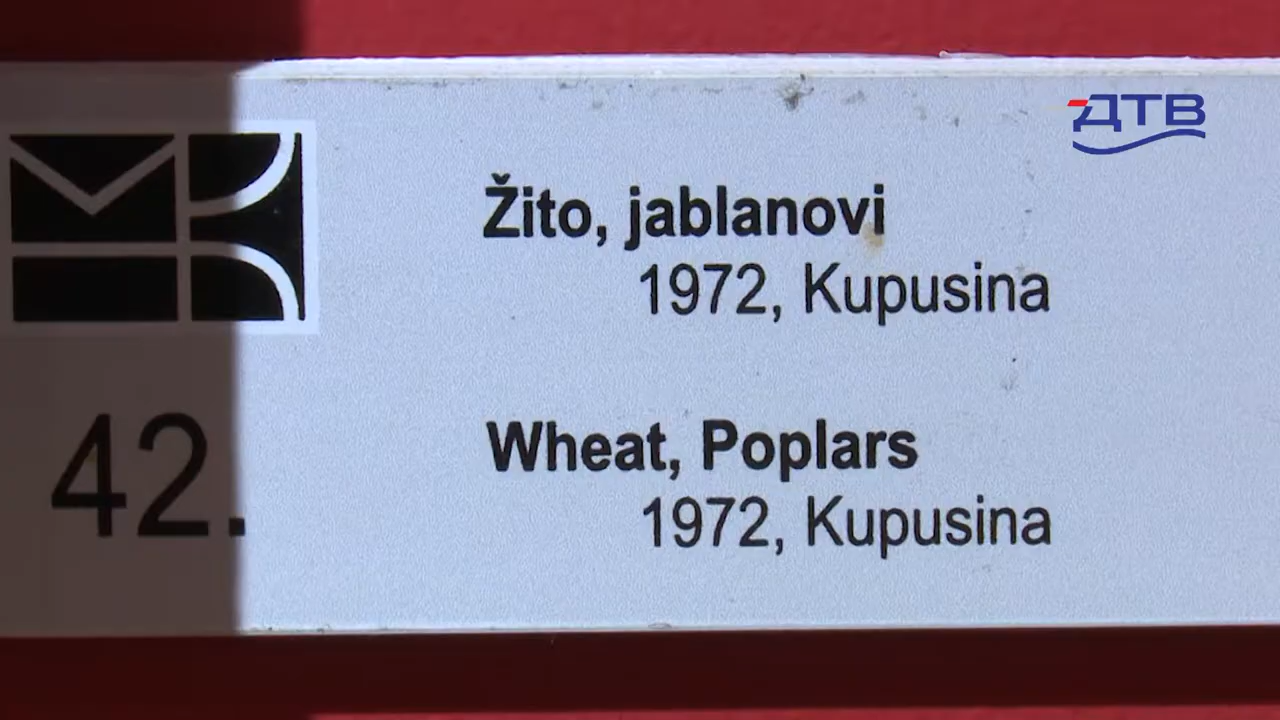 ДТВ
Žito, jablanovi
1972, Kupusina
42.
Wheat, Poplars
1972, Kupusina